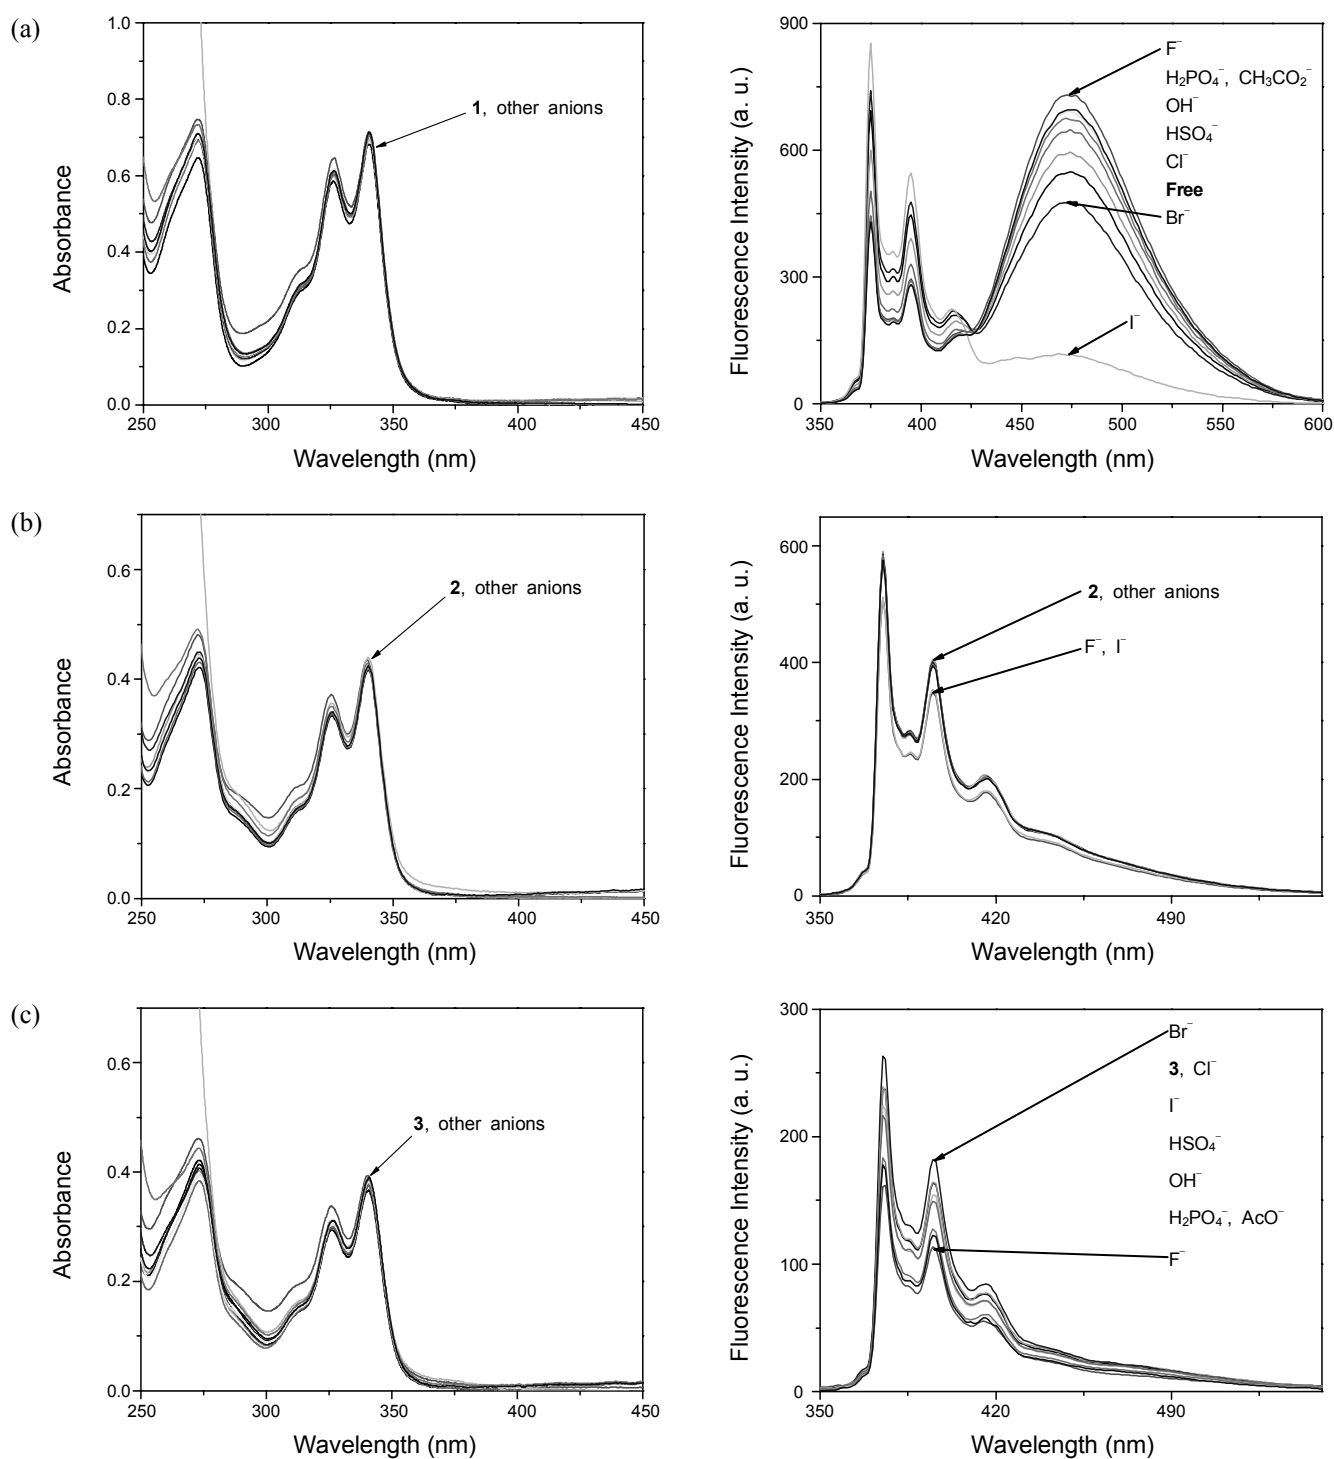 (a)
1.0
0.8
0.6
0.4
0.2
0.0
250
300
350
400
450
Absorbance
Wavelength (nm)
1, other anions
900
600
300
0
350
400
450
500
550
600
Fluorescence Intensity (a. u.)
Wavelength (nm)
F⁻
H₂PO₄⁻, CH₃CO₂⁻
OH⁻
HSO₄⁻
Cl⁻
Free
Br⁻
I⁻
(b)
0.6
0.4
0.2
0.0
250
300
350
400
450
Absorbance
Wavelength (nm)
2, other anions
600
400
200
0
350
420
490
Fluorescence Intensity (a. u.)
Wavelength (nm)
2, other anions
F⁻, I⁻
(c)
0.6
0.4
0.2
0.0
250
300
350
400
450
Absorbance
Wavelength (nm)
3, other anions
300
200
100
0
350
420
490
Fluorescence Intensity (a. u.)
Wavelength (nm)
Br⁻
3, Cl⁻
I⁻
HSO₄⁻
OH⁻
H₂PO₄⁻, AcO⁻
F⁻